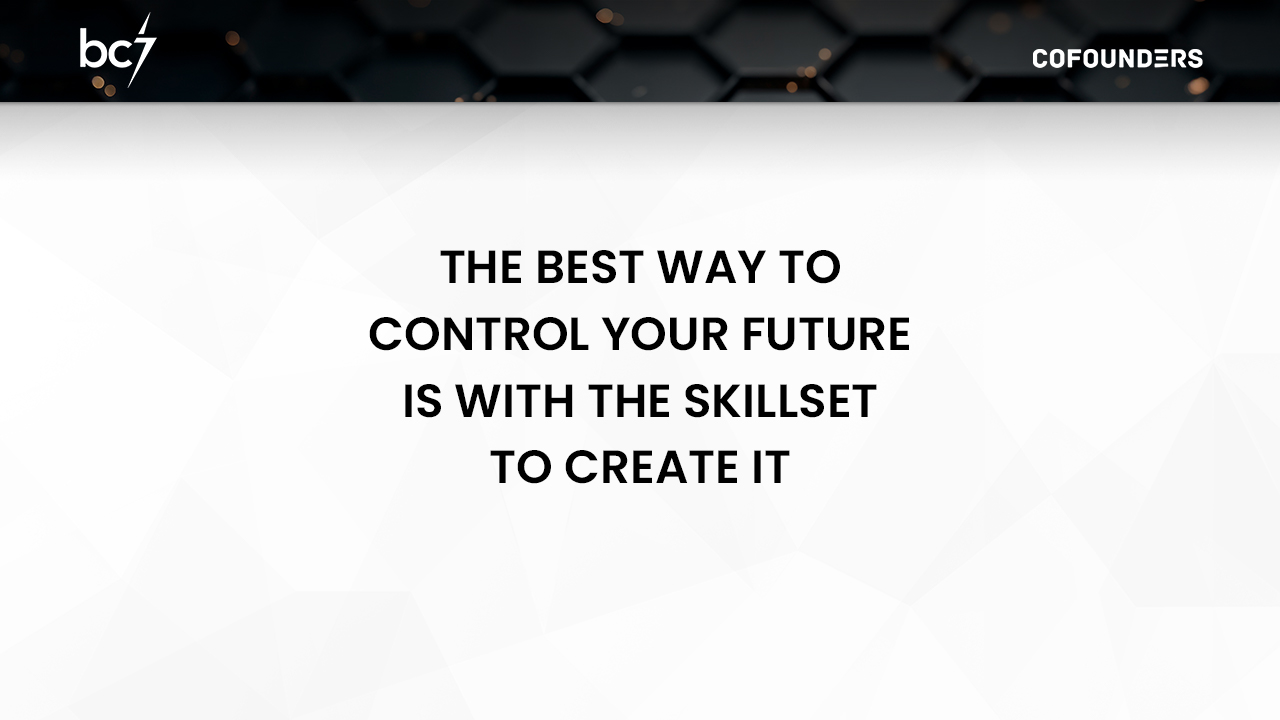 bc7
COFOUNDERS
THE BEST WAY TO
CONTROL YOUR FUTURE
IS WITH THE SKILLSET
TO CREATE IT